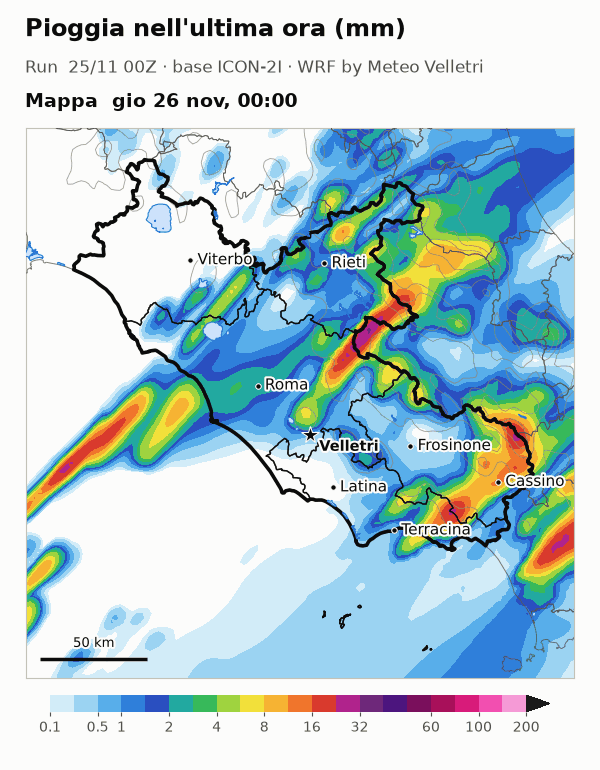 Pioggia nell'ultima ora (mm)
Run  25/11 00Z · base ICON-2I · WRF by Meteo Velletri
Mappa  gio 26 nov, 00:00
Viterbo
Rieti
Roma
Velletri
Frosinone
Cassino
Latina
Terracina
50 km
0.1 0.5 1 2 4 8 16 32 60 100 200